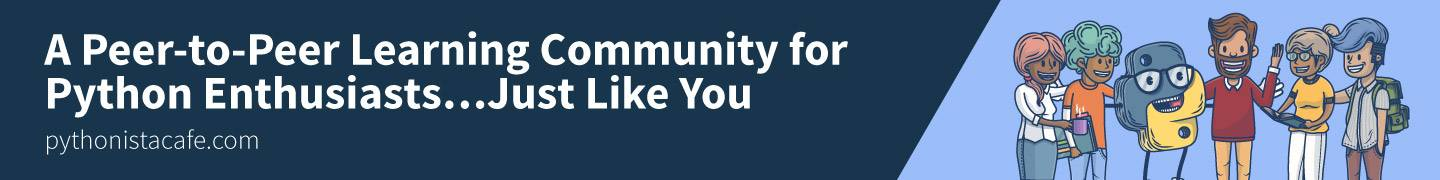 A Peer-to-Peer Learning Community for
Python Enthusiasts...Just Like You
pythonistacafe.com